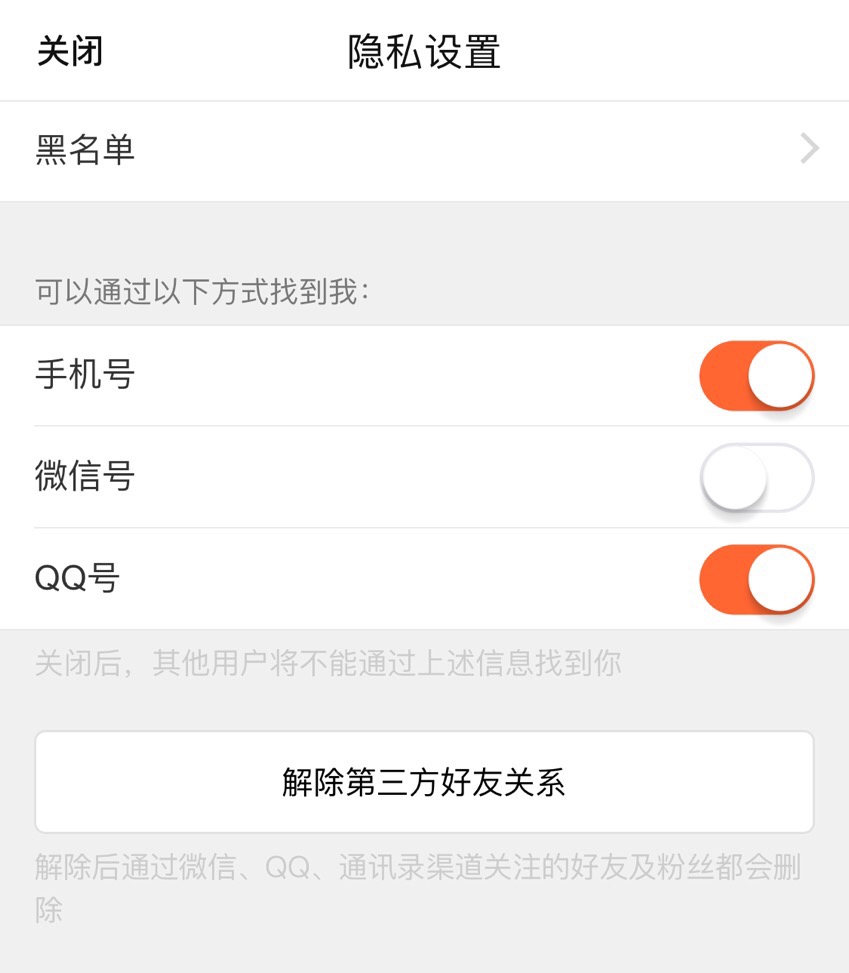 关闭
隐私设置
黑名单
可以通过以下方式找到我：
手机号
微信号
QQ号
关闭后，其他用户将不能通过上述信息找到你
解除第三方好友关系
解除后通过微信、QQ、通讯录渠道关注的好友及粉丝都会删
除